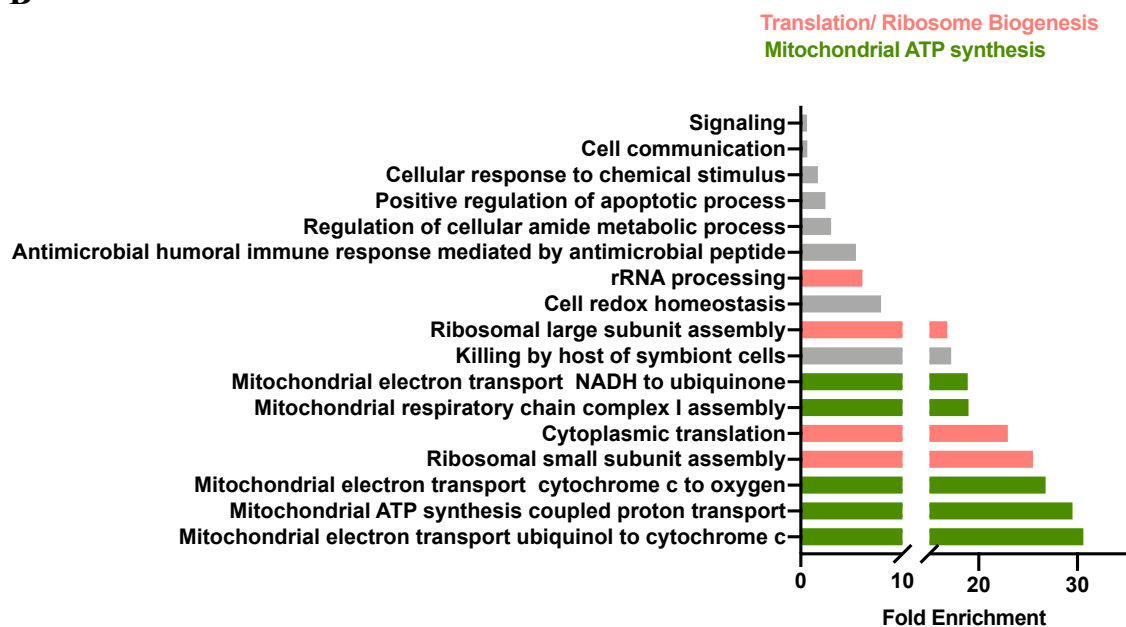 B
Translation/ Ribosome Biogenesis
Mitochondrial ATP synthesis
Signaling
Cell communication
Cellular response to chemical stimulus
Positive regulation of apoptotic process
Regulation of cellular amide metabolic process
Antimicrobial humoral immune response mediated by antimicrobial peptide
rRNA processing
Cell redox homeostasis
Ribosomal large subunit assembly
Killing by host of symbiont cells
Mitochondrial electron transport NADH to ubiquinone
Mitochondrial respiratory chain complex I assembly
Cytoplasmic translation
Ribosomal small subunit assembly
Mitochondrial electron transport cytochrome c to oxygen
Mitochondrial ATP synthesis coupled proton transport
Mitochondrial electron transport ubiquinol to cytochrome c
0 10 20 30
Fold Enrichment